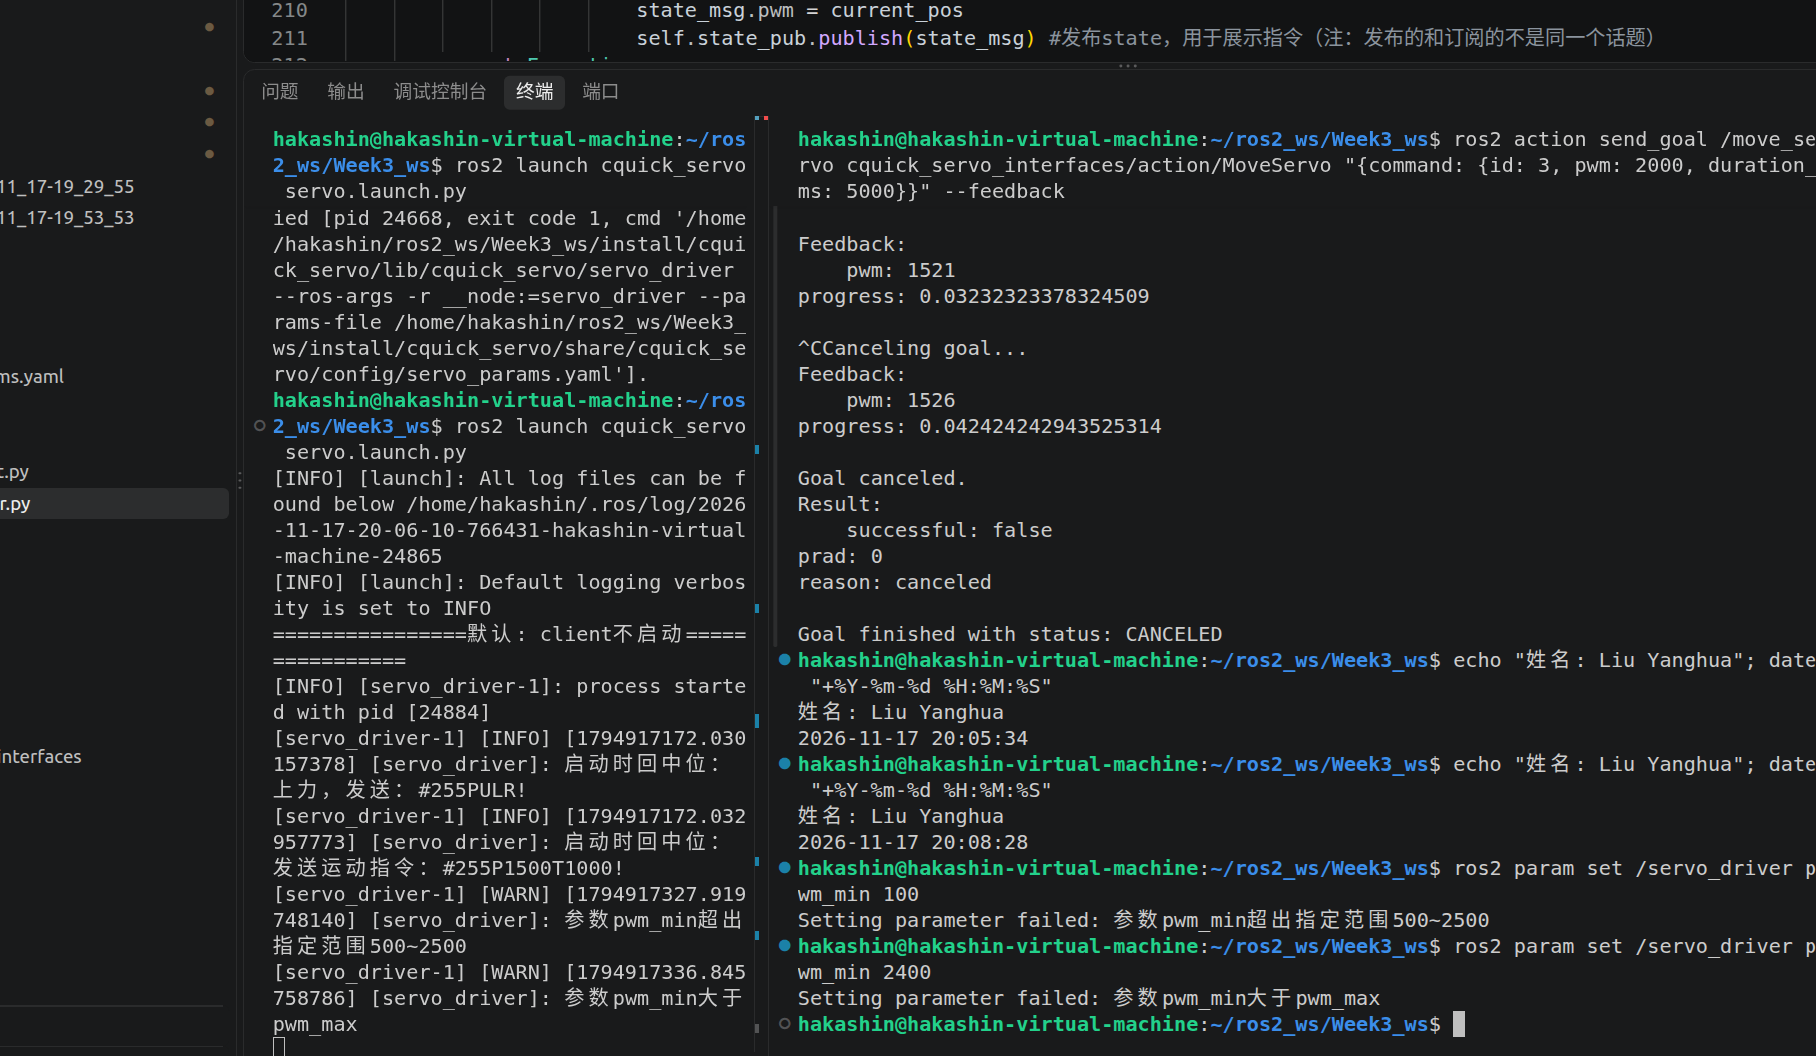 210 state_msg.pwm = current_pos
211 self.state_pub.publish(state_msg) #发布state，用于展示指令（注：发布的和订阅的不是同一个话题）
11_17-19_29_55
11_17-19_53_53
ms.yaml
t.py
r.py
interfaces
问题 输出 调试控制台 终端 端口
hakashin@hakashin-virtual-machine:~/ros
2_ws/Week3_ws$ ros2 launch cquick_servo
 servo.launch.py
ied [pid 24668, exit code 1, cmd '/home
/hakashin/ros2_ws/Week3_ws/install/cqui
ck_servo/lib/cquick_servo/servo_driver
--ros-args -r __node:=servo_driver --pa
rams-file /home/hakashin/ros2_ws/Week3_
ws/install/cquick_servo/share/cquick_se
rvo/config/servo_params.yaml'].
hakashin@hakashin-virtual-machine:~/ros
2_ws/Week3_ws$ ros2 launch cquick_servo
 servo.launch.py
[INFO] [launch]: All log files can be f
ound below /home/hakashin/.ros/log/2026
-11-17-20-06-10-766431-hakashin-virtual
-machine-24865
[INFO] [launch]: Default logging verbos
ity is set to INFO
================默认: client不启动=====
===========
[INFO] [servo_driver-1]: process starte
d with pid [24884]
[servo_driver-1] [INFO] [1794917172.030
157378] [servo_driver]: 启动时回中位：
上力，发送：#255PULR!
[servo_driver-1] [INFO] [1794917172.032
957773] [servo_driver]: 启动时回中位：
发送运动指令：#255P1500T1000!
[servo_driver-1] [WARN] [1794917327.919
748140] [servo_driver]: 参数pwm_min超出
指定范围500~2500
[servo_driver-1] [WARN] [1794917336.845
758786] [servo_driver]: 参数pwm_min大于
pwm_max
hakashin@hakashin-virtual-machine:~/ros2_ws/Week3_ws$ ros2 action send_goal /move_se
rvo cquick_servo_interfaces/action/MoveServo "{command: {id: 3, pwm: 2000, duration_
ms: 5000}}" --feedback
Feedback:
    pwm: 1521
progress: 0.03232323378324509
^CCanceling goal...
Feedback:
    pwm: 1526
progress: 0.042424242943525314
Goal canceled.
Result:
    successful: false
prad: 0
reason: canceled
Goal finished with status: CANCELED
hakashin@hakashin-virtual-machine:~/ros2_ws/Week3_ws$ echo "姓名: Liu Yanghua"; date
 "+%Y-%m-%d %H:%M:%S"
姓名: Liu Yanghua
2026-11-17 20:05:34
hakashin@hakashin-virtual-machine:~/ros2_ws/Week3_ws$ echo "姓名: Liu Yanghua"; date
 "+%Y-%m-%d %H:%M:%S"
姓名: Liu Yanghua
2026-11-17 20:08:28
hakashin@hakashin-virtual-machine:~/ros2_ws/Week3_ws$ ros2 param set /servo_driver p
wm_min 100
Setting parameter failed: 参数pwm_min超出指定范围500~2500
hakashin@hakashin-virtual-machine:~/ros2_ws/Week3_ws$ ros2 param set /servo_driver p
wm_min 2400
Setting parameter failed: 参数pwm_min大于pwm_max
hakashin@hakashin-virtual-machine:~/ros2_ws/Week3_ws$